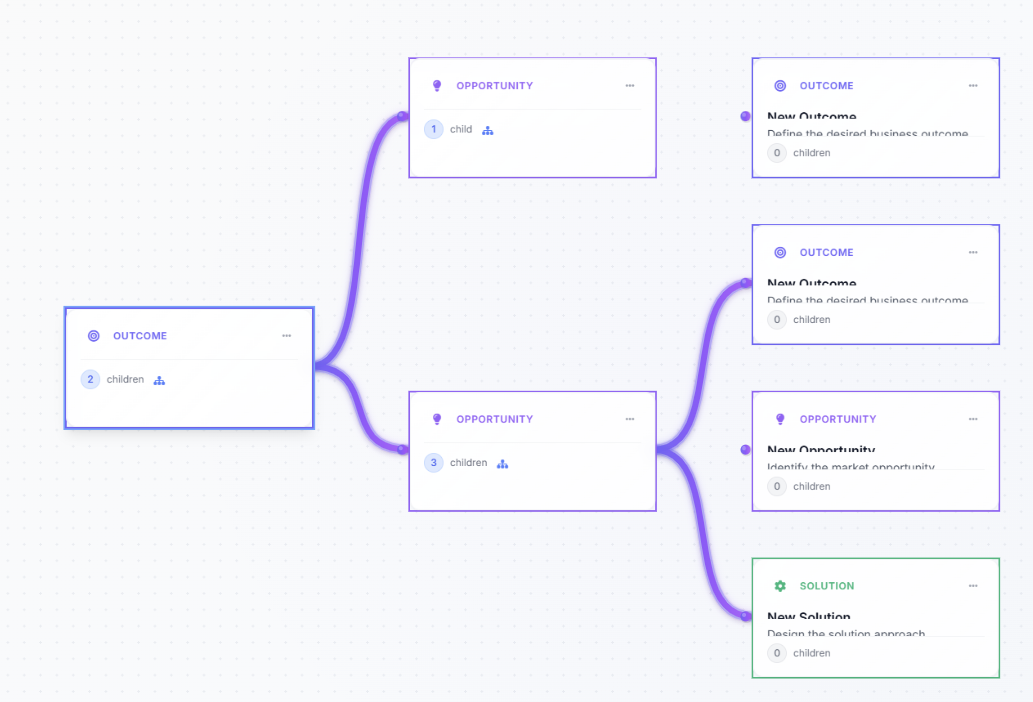 OPPORTUNITY
1 child
OUTCOME
New Outcome
Define the desired business outcome
0 children
OUTCOME
New Outcome
Define the desired business outcome
0 children
OUTCOME
2 children
OPPORTUNITY
3 children
OPPORTUNITY
New Opportunity
Identify the market opportunity
0 children
SOLUTION
New Solution
Design the solution approach
0 children